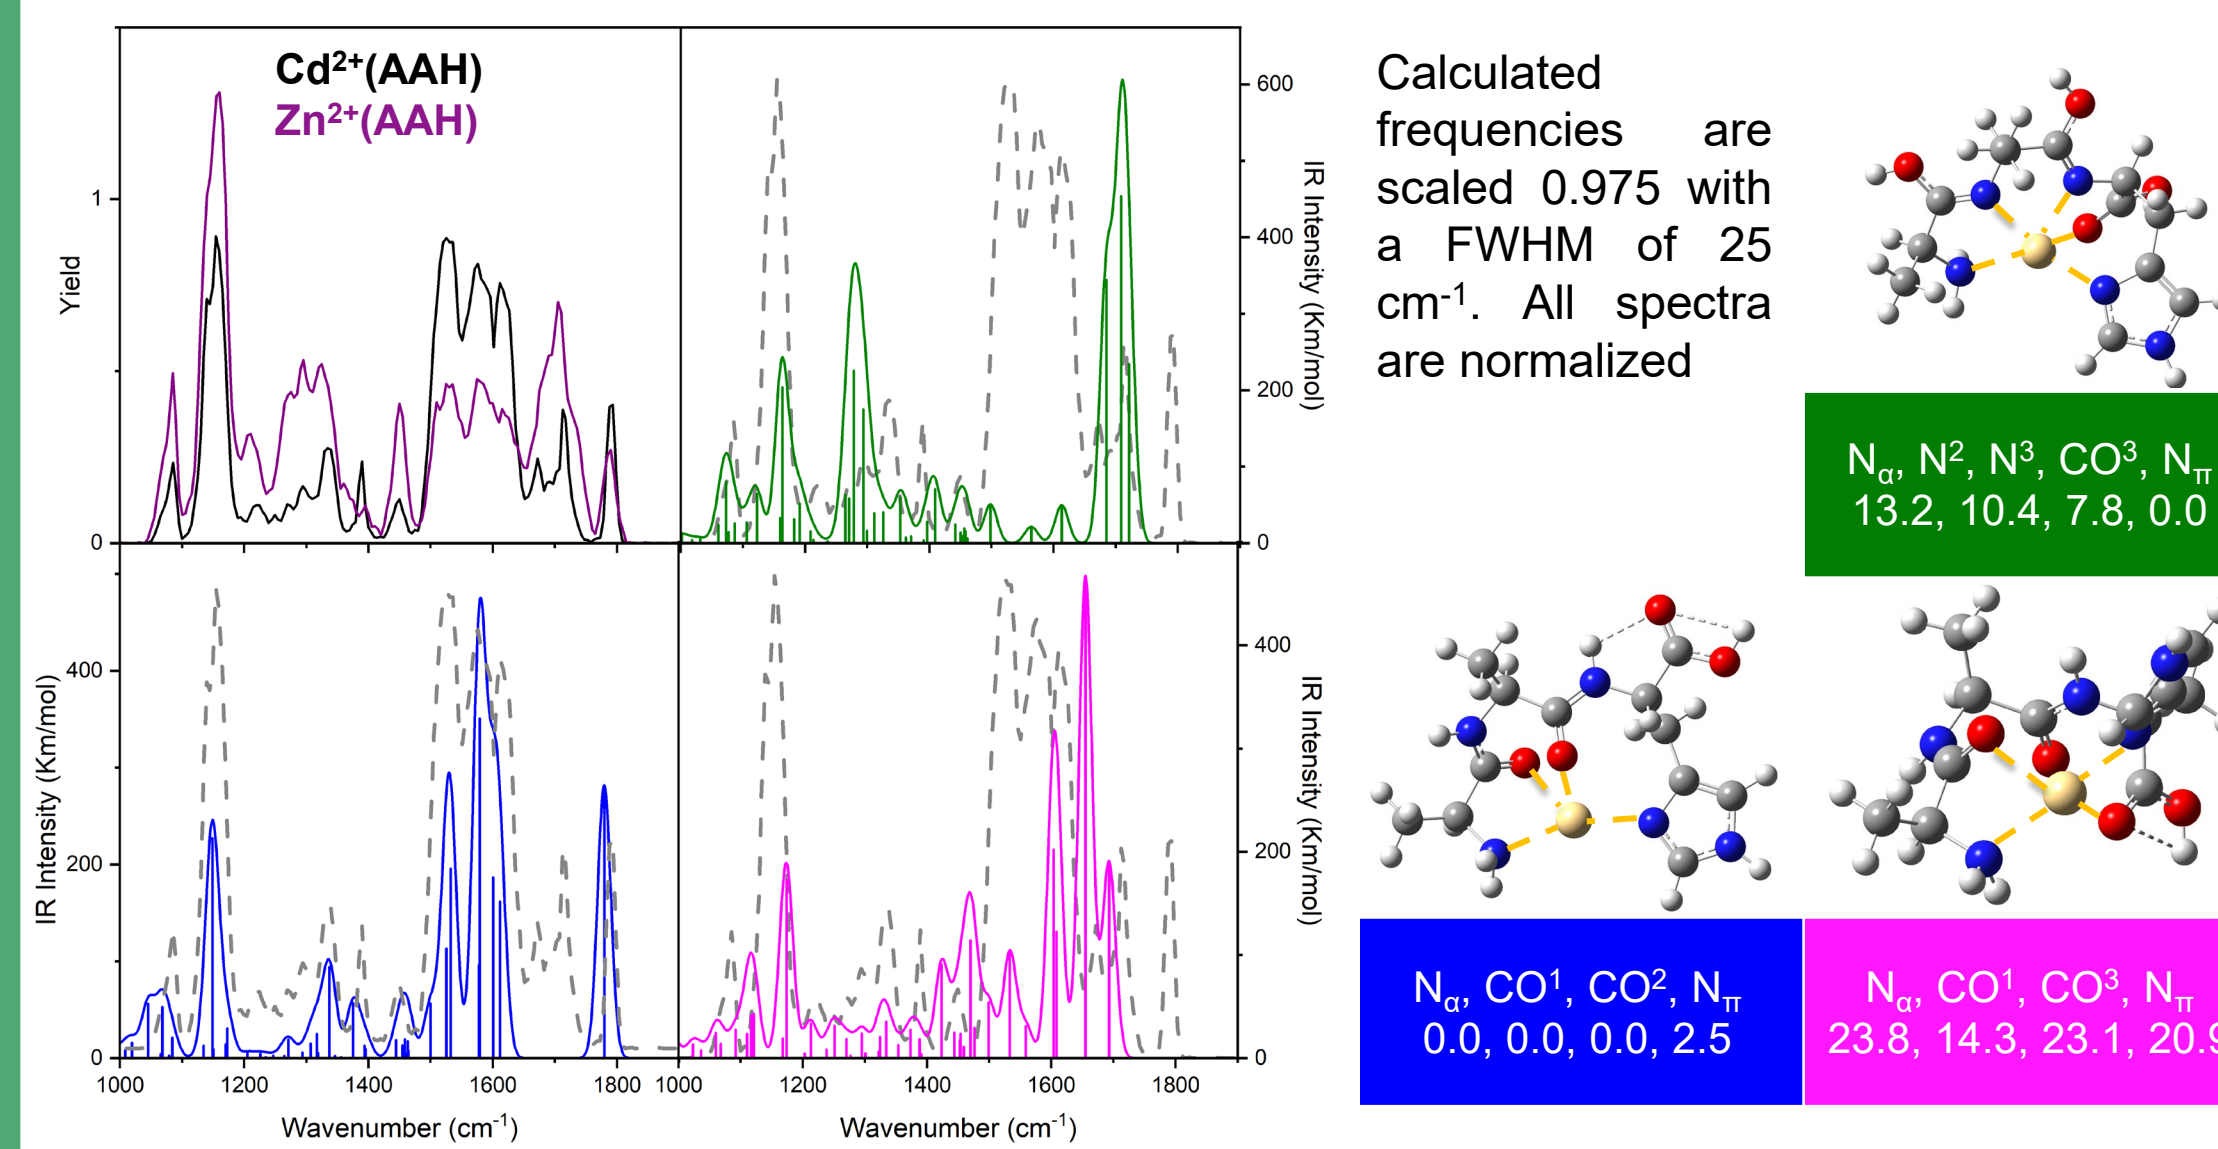 Cd²⁺(AAH)
Zn²⁺(AAH)
1
0
Yield
600
400
200
0
IR Intensity (Km/mol)
Calculated
frequencies are
scaled 0.975 with
a FWHM of 25
cm⁻¹. All spectra
are normalized
Nα, N², N³, CO³, Nπ
13.2, 10.4, 7.8, 0.0
400
200
0
IR Intensity (Km/mol)
1000 1200 1400 1600 1800
Wavenumber (cm⁻¹)
400
200
0
IR Intensity (Km/mol)
1000 1200 1400 1600 1800
Wavenumber (cm⁻¹)
Nα, CO¹, CO², Nπ
0.0, 0.0, 0.0, 2.5
Nα, CO¹, CO³, Nπ
23.8, 14.3, 23.1, 20.9